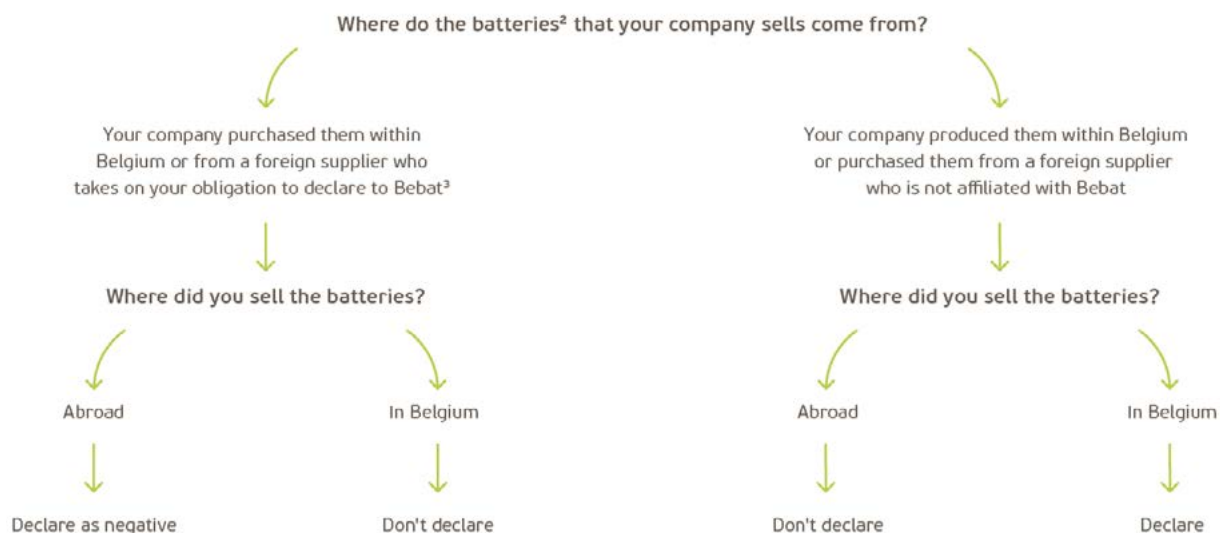 Where do the batteries² that your company sells come from?
Your company purchased them within
Belgium or from a foreign supplier who
takes on your obligation to declare to Bebat³
Your company produced them within Belgium
or purchased them from a foreign supplier
who is not affiliated with Bebat
Where did you sell the batteries?
Where did you sell the batteries?
Abroad
In Belgium
Abroad
In Belgium
Declare as negative
Don't declare
Don't declare
Declare